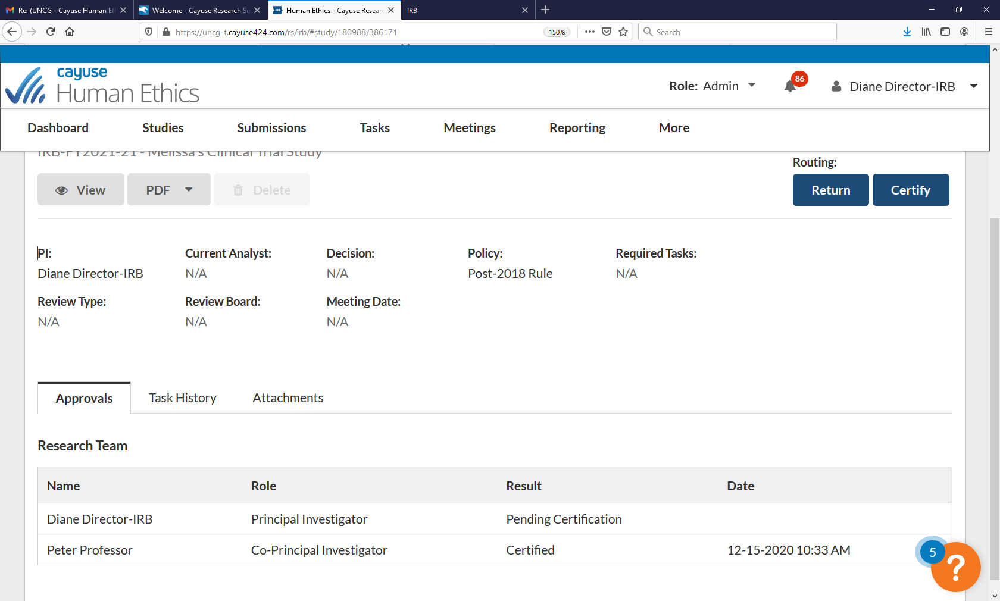 Re: (UNCG - Cayuse Human Et
Welcome - Cayuse Research Su
Human Ethics - Cayuse Researc
IRB
https://uncg-t.cayuse424.com/rs/irb/#study/180988/386171
150%
Search
cayuse
Human Ethics
Role: Admin
86
Diane Director-IRB
Dashboard
Studies
Submissions
Tasks
Meetings
Reporting
More
IRB-FY2021-21 - Melissa's Clinical Trial Study
Routing:
View
PDF
Delete
Return
Certify
PI:
Diane Director-IRB
Current Analyst:
N/A
Decision:
N/A
Policy:
Post-2018 Rule
Required Tasks:
N/A
Review Type:
N/A
Review Board:
N/A
Meeting Date:
N/A
Approvals
Task History
Attachments
Research Team
Name Role Result Date
Diane Director-IRB Principal Investigator Pending Certification
Peter Professor Co-Principal Investigator Certified 12-15-2020 10:33 AM
5
?